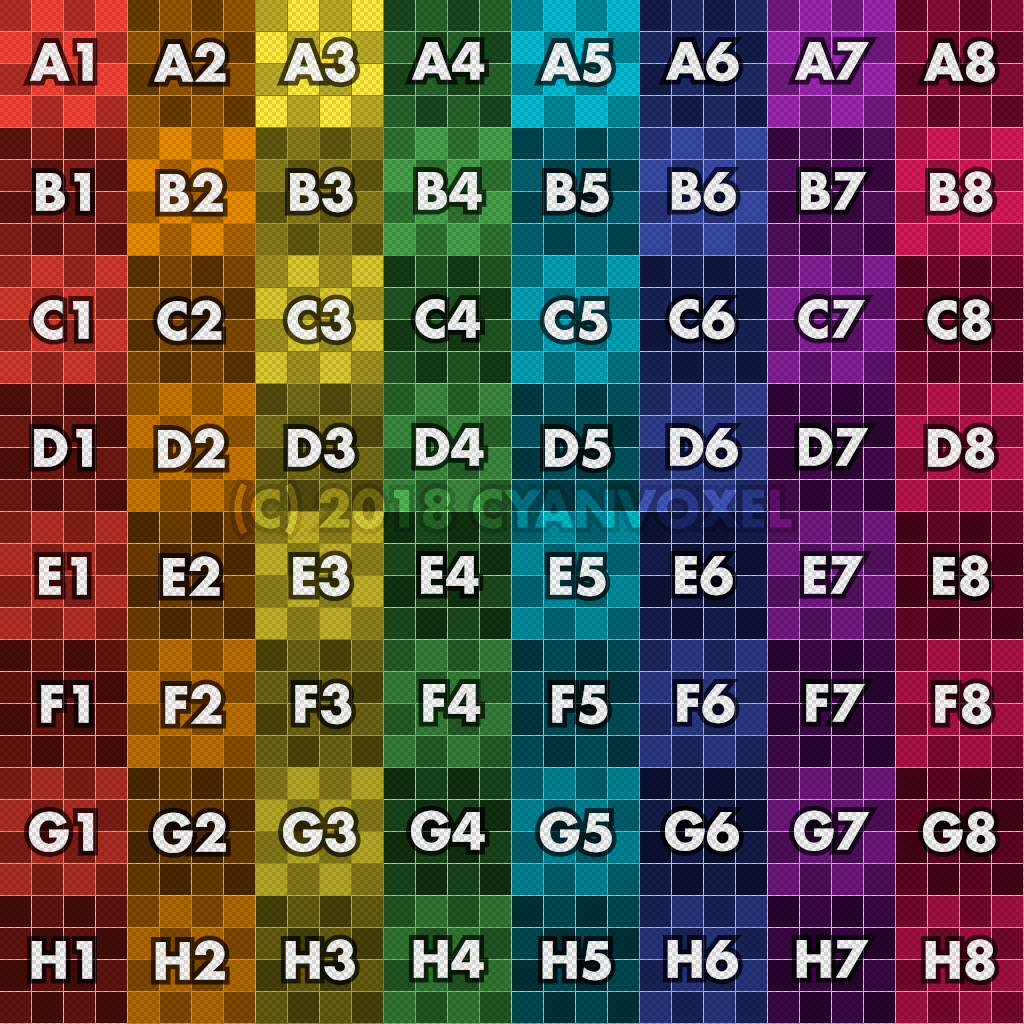 A1 A2 A3 A4 A5 A6 A7 A8
B1 B2 B3 B4 B5 B6 B7 B8
C1 C2 C3 C4 C5 C6 C7 C8
D1 D2 D3 D4 D5 D6 D7 D8
(C) 2018 CYANVOXEL
E1 E2 E3 E4 E5 E6 E7 E8
F1 F2 F3 F4 F5 F6 F7 F8
G1 G2 G3 G4 G5 G6 G7 G8
H1 H2 H3 H4 H5 H6 H7 H8